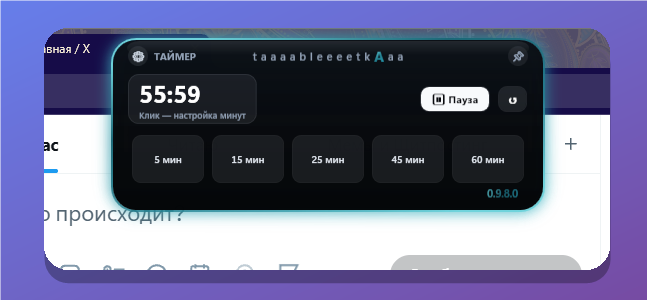 авная / X
ТАЙМЕР
taaaableeeetkAaa
55:59
Клик — настройка минут
Пауза
5 мин
15 мин
25 мин
45 мин
60 мин
0.9.8.0
ас
о происходит?